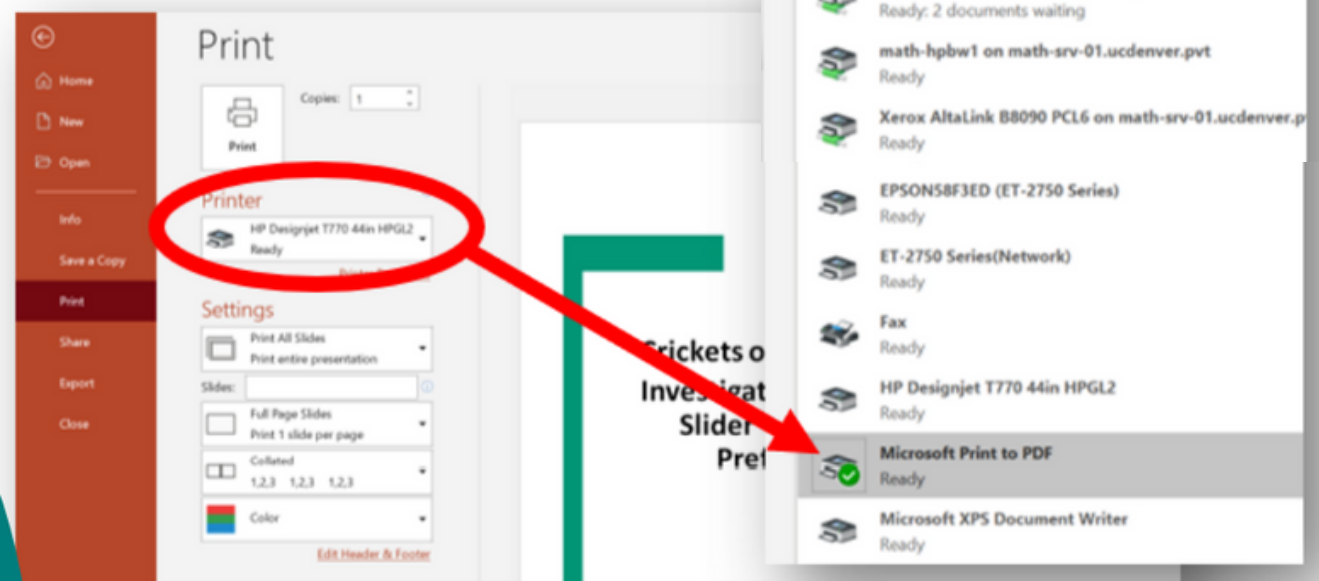 Print
Home
New
Open
Info
Save a Copy
Print
Share
Export
Close
Copies: 1
Print
Printer
HP Designjet T770 44in HPGL2
Ready
Settings
Print All Slides
Print entire presentation
Slides:
Full Page Slides
Print 1 slide per page
Collated
1,2,3 1,2,3 1,2,3
Color
Edit Header & Footer
Crickets o
Investigat
Slider
Pref
Ready: 2 documents waiting
math-hpbw1 on math-srv-01.ucdenver.pvt
Ready
Xerox AltaLink B8090 PCL6 on math-srv-01.ucdenver.p
Ready
EPSON58F3ED (ET-2750 Series)
Ready
ET-2750 Series(Network)
Ready
Fax
Ready
HP Designjet T770 44in HPGL2
Ready
Microsoft Print to PDF
Ready
Microsoft XPS Document Writer
Ready